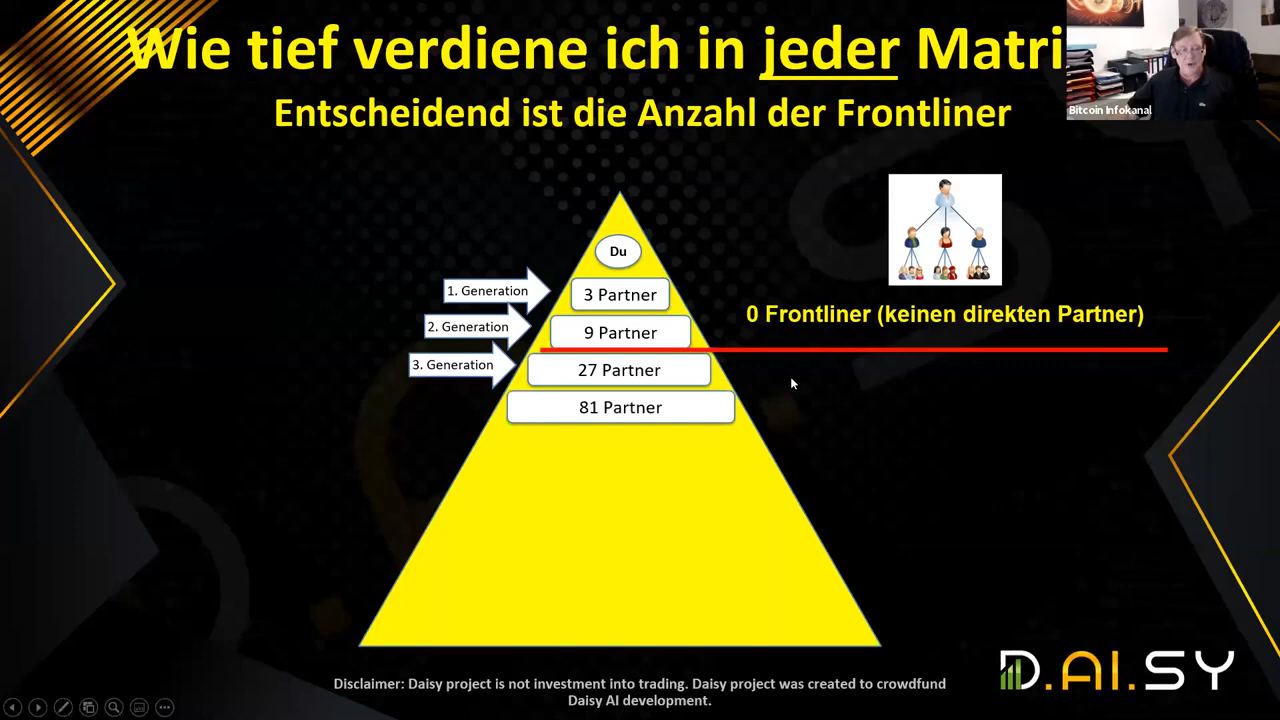 Wie tief verdiene ich in jeder Matri
Entscheidend ist die Anzahl der Frontliner
Bitcoin Infokanal
Du
1. Generation
3 Partner
0 Frontliner (keinen direkten Partner)
2. Generation
9 Partner
3. Generation
27 Partner
81 Partner
D.AI.SY
Disclaimer: Daisy project is not investment into trading. Daisy project was created to crowdfund
Daisy AI development.